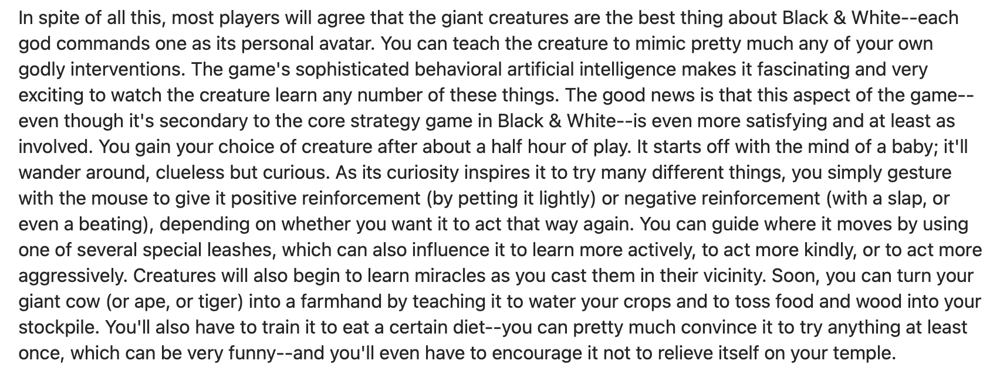 In spite of all this, most players will agree that the giant creatures are the best thing about Black & White--each
god commands one as its personal avatar. You can teach the creature to mimic pretty much any of your own
godly interventions. The game's sophisticated behavioral artificial intelligence makes it fascinating and very
exciting to watch the creature learn any number of these things. The good news is that this aspect of the game--
even though it's secondary to the core strategy game in Black & White--is even more satisfying and at least as
involved. You gain your choice of creature after about a half hour of play. It starts off with the mind of a baby; it'll
wander around, clueless but curious. As its curiosity inspires it to try many different things, you simply gesture
with the mouse to give it positive reinforcement (by petting it lightly) or negative reinforcement (with a slap, or
even a beating), depending on whether you want it to act that way again. You can guide where it moves by using
one of several special leashes, which can also influence it to learn more actively, to act more kindly, or to act more
aggressively. Creatures will also begin to learn miracles as you cast them in their vicinity. Soon, you can turn your
giant cow (or ape, or tiger) into a farmhand by teaching it to water your crops and to toss food and wood into your
stockpile. You'll also have to train it to eat a certain diet--you can pretty much convince it to try anything at least
once, which can be very funny--and you'll even have to encourage it not to relieve itself on your temple.